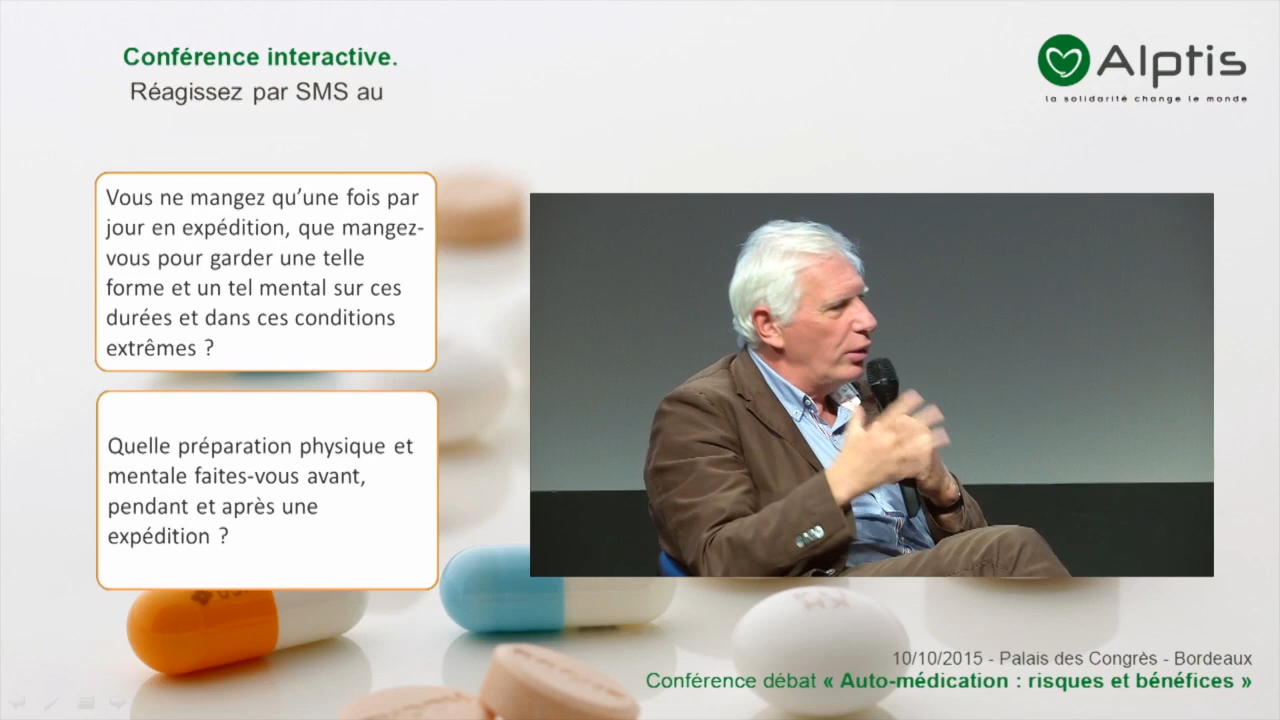 Conférence interactive.
Réagissez par SMS au
Alptis
la solidarité change le monde
Vous ne mangez qu’une fois par
jour en expédition, que mangez-
vous pour garder une telle
forme et un tel mental sur ces
durées et dans ces conditions
extrêmes ?
Quelle préparation physique et
mentale faites-vous avant,
pendant et après une
expédition ?
10/10/2015 - Palais des Congrès - Bordeaux
Conférence débat « Auto-médication : risques et bénéfices »